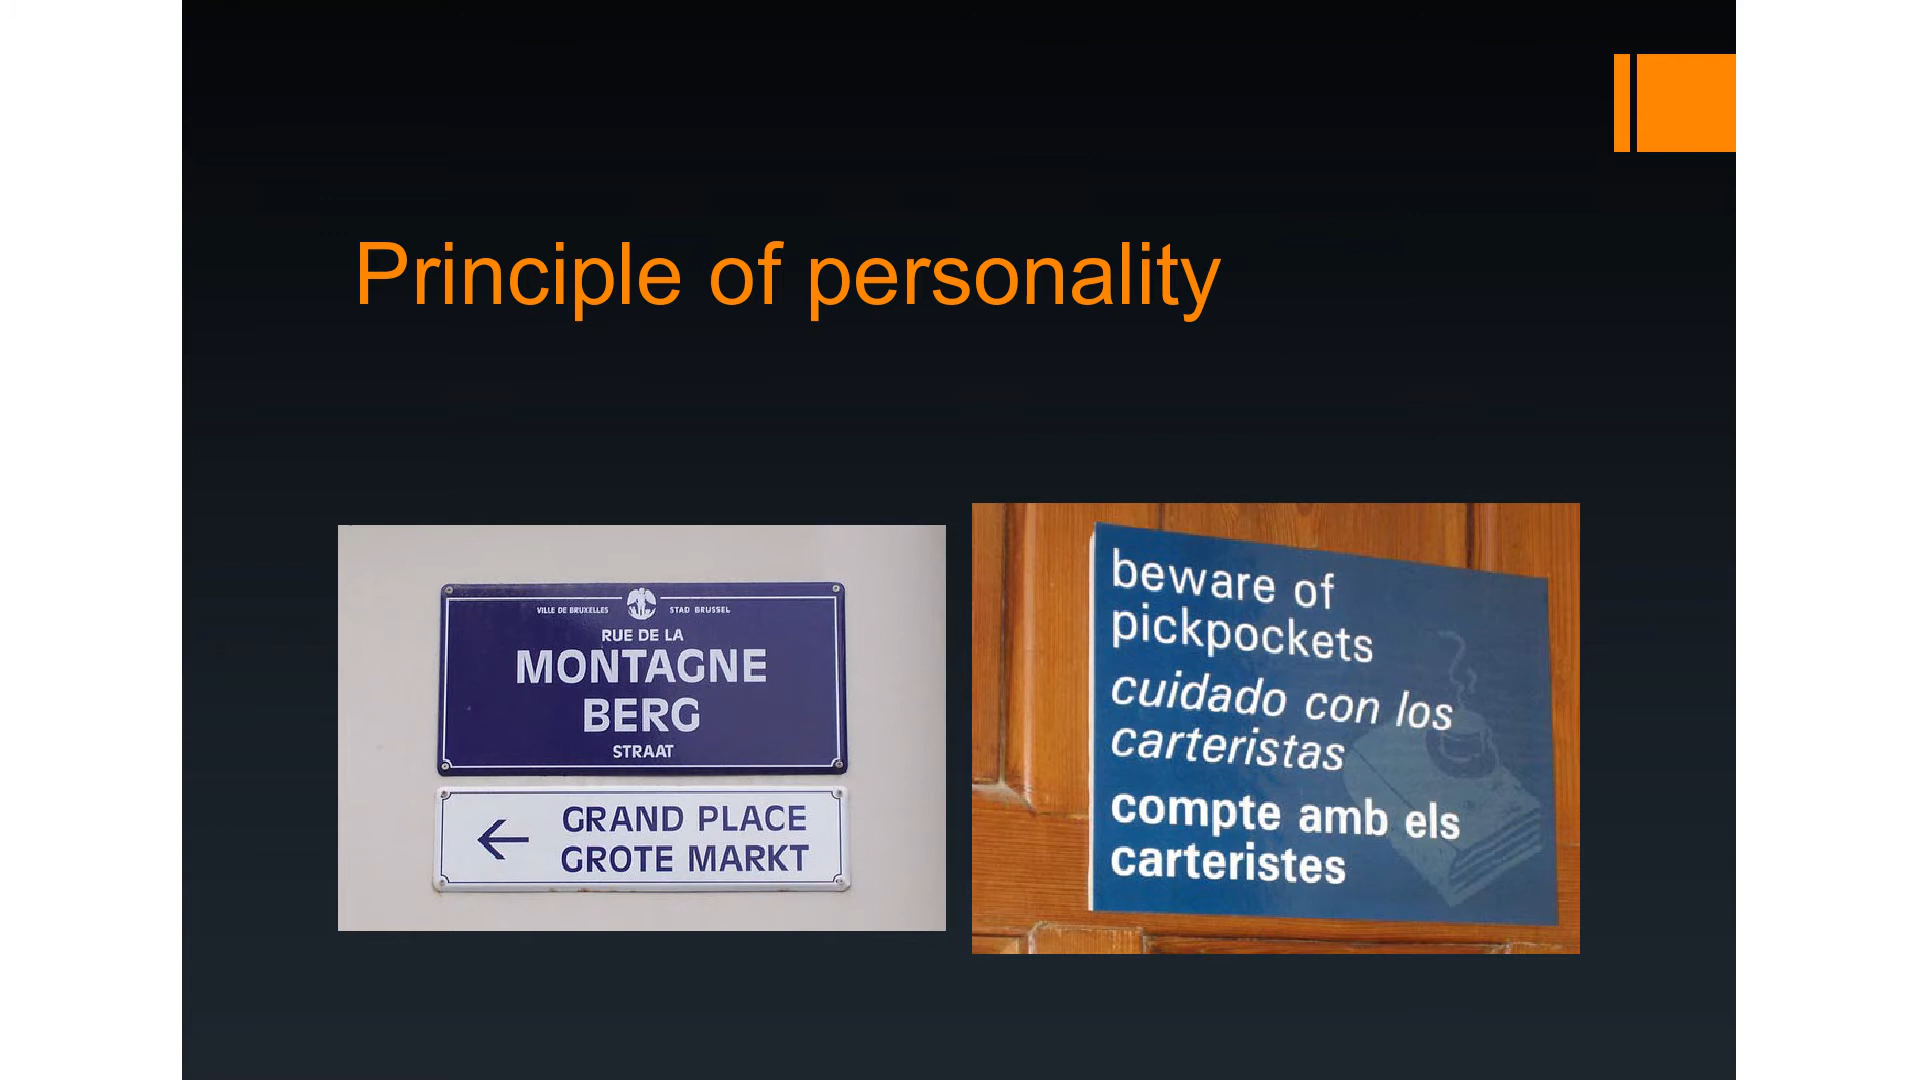 Principle of personality
VILLE DE BRUXELLES STAD BRUSSEL
RUE DE LA
MONTAGNE
BERG
STRAAT
GRAND PLACE
GROTE MARKT
beware of
pickpockets
cuidado con los
carteristas
compte amb els
carteristes